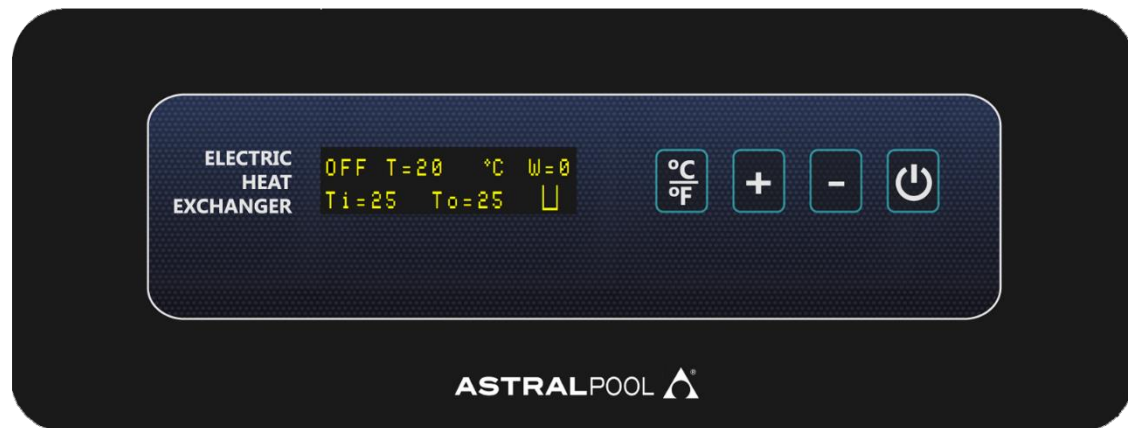 ELECTRIC
HEAT
EXCHANGER
OFF T=20 °C W=0
Ti=25 To=25
°C
°F
+
-
ASTRALPOOL ®